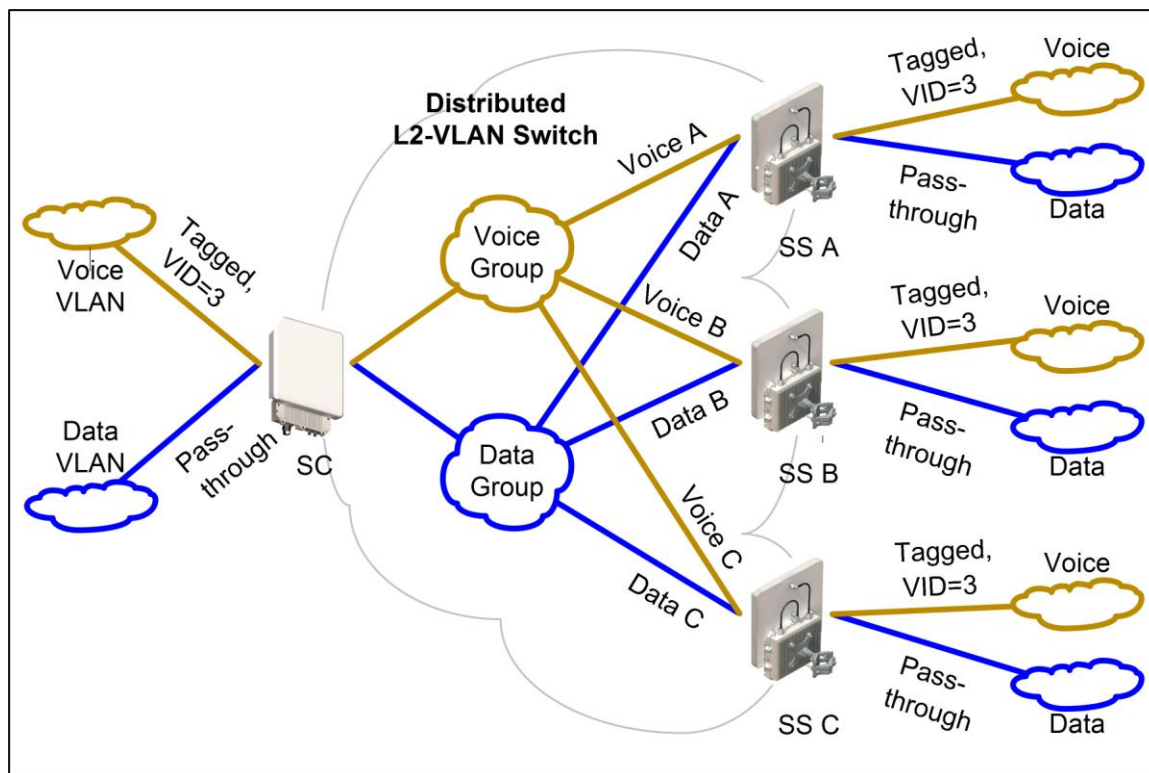 Distributed
L2-VLAN Switch
Voice
VLAN
Tagged,
VID=3
Data
VLAN
Pass-
through
SC
Voice
Group
Data
Group
Voice A
Data A
Voice B
Data B
Voice C
Data C
SS A
Tagged,
VID=3
Voice
Pass-
through
Data
SS B
Tagged,
VID=3
Voice
Pass-
through
Data
SS C
Tagged,
VID=3
Voice
Pass-
through
Data